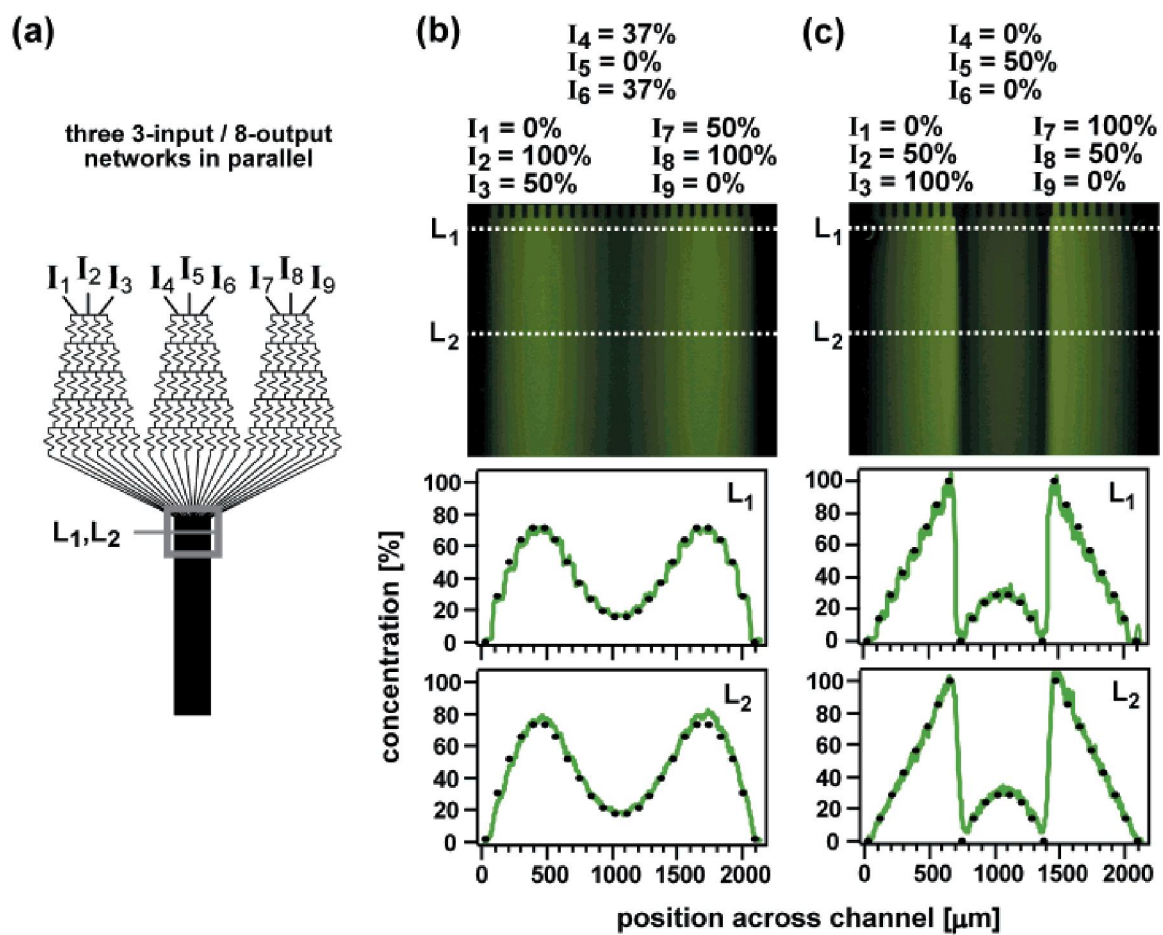 (a)
three 3-input / 8-output
networks in parallel
I1 I2 I3 I4 I5 I6 I7 I8 I9
L1,L2
(b)
I4 = 37%
I5 = 0%
I6 = 37%
I1 = 0% I7 = 50%
I2 = 100% I8 = 100%
I3 = 50% I9 = 0%
L1
L2
concentration [%]
100
80
60
40
20
0
L1
100
80
60
40
20
0
L2
0 500 1000 1500 2000
(c)
I4 = 0%
I5 = 50%
I6 = 0%
I1 = 0% I7 = 100%
I2 = 50% I8 = 50%
I3 = 100% I9 = 0%
L1
L2
100
80
60
40
20
0
L1
100
80
60
40
20
0
L2
0 500 1000 1500 2000
position across channel [μm]